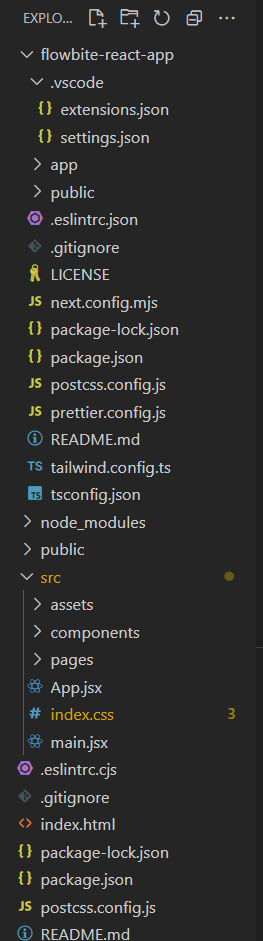 EXPLO...
flowbite-react-app
.vscode
{} extensions.json
{} settings.json
app
public
.eslintrc.json
.gitignore
LICENSE
JS next.config.mjs
{} package-lock.json
{} package.json
JS postcss.config.js
JS prettier.config.js
README.md
TS tailwind.config.ts
TS tsconfig.json
node_modules
public
src
assets
components
pages
App.jsx
# index.css 3
main.jsx
.eslintrc.cjs
.gitignore
<> index.html
{} package-lock.json
{} package.json
JS postcss.config.js
README.md